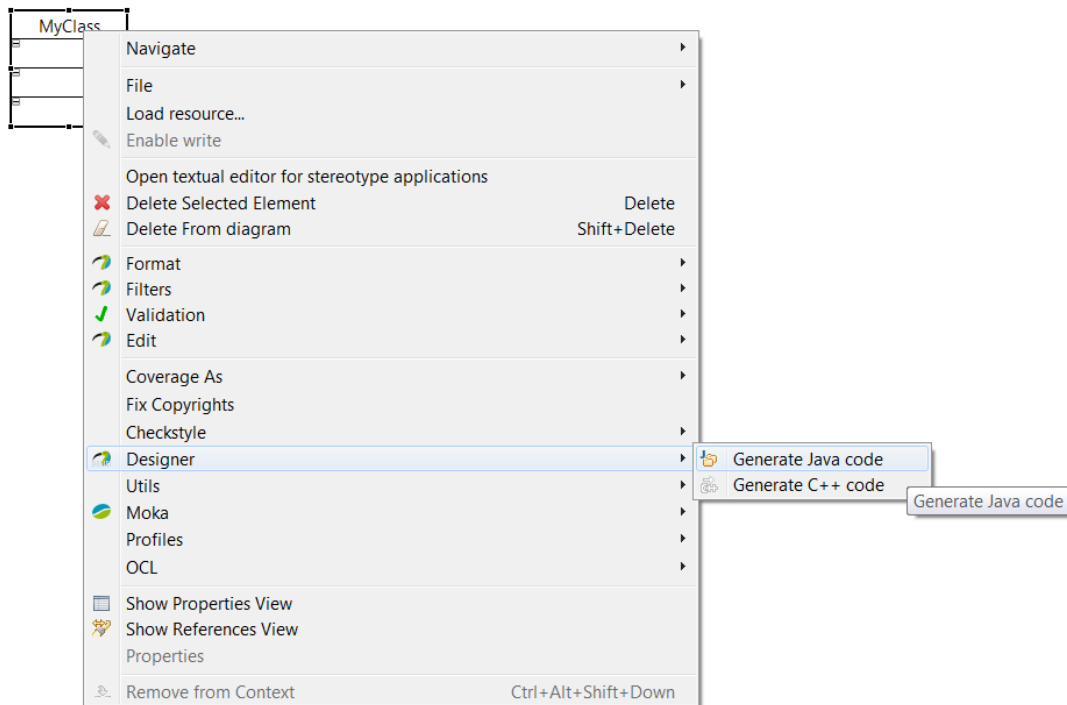 MyClass
Navigate
File
Load resource...
Enable write
Open textual editor for stereotype applications
Delete Selected Element Delete
Delete From diagram Shift+Delete
Format
Filters
Validation
Edit
Coverage As
Fix Copyrights
Checkstyle
Designer
Generate Java code
Utils
Generate C++ code
Generate Java code
Moka
Profiles
OCL
Show Properties View
Show References View
Properties
Remove from Context Ctrl+Alt+Shift+Down